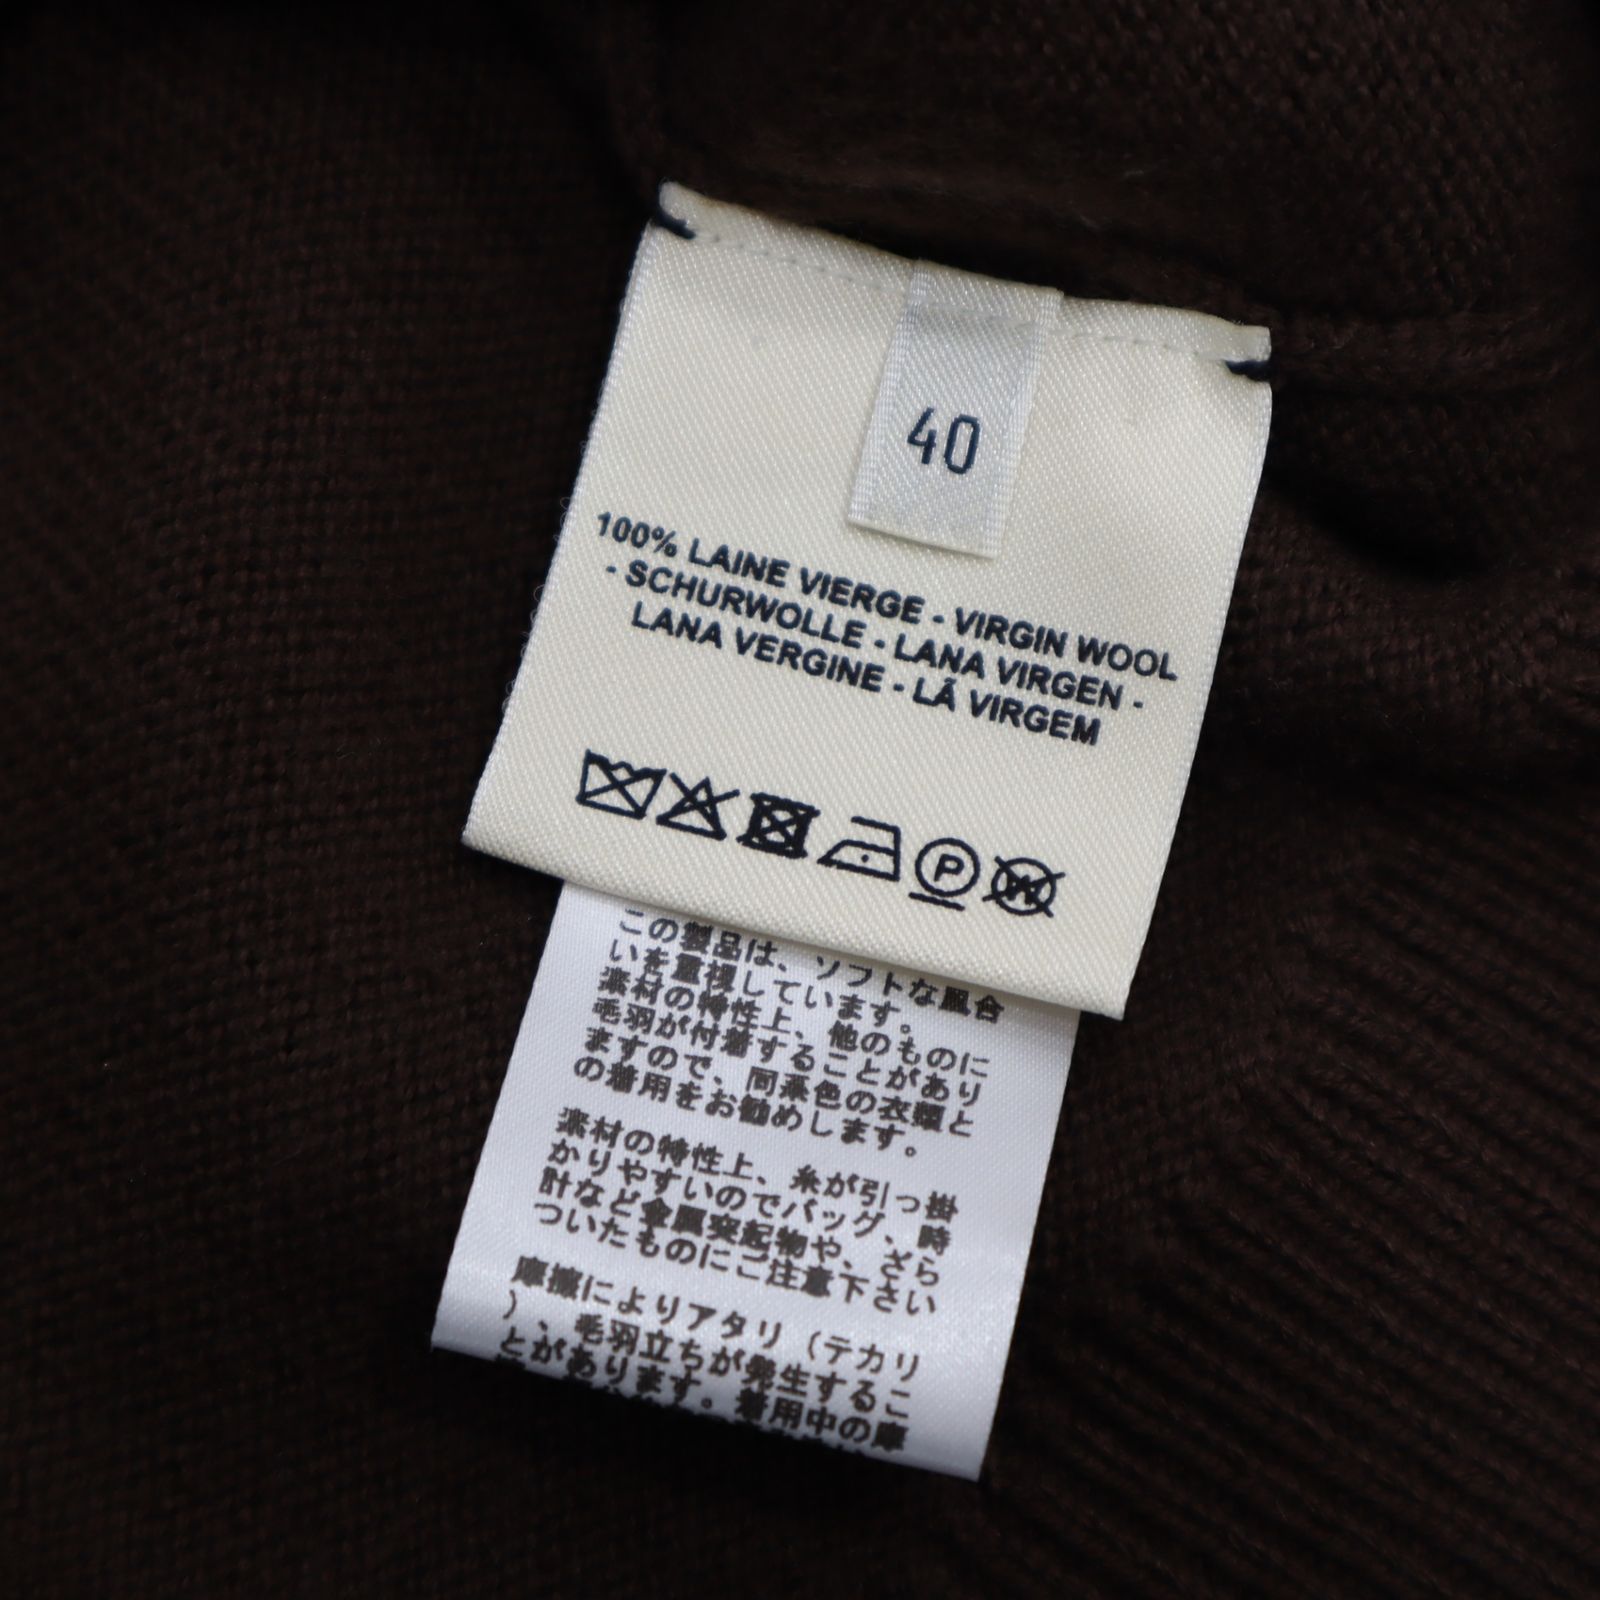 40
100% LAINE VIERGE - VIRGIN WOOL
- SCHURWOLLE - LANA VIRGEN -
LANA VERGINE - LÃ VIRGEM
P
W
この製品は、ソフトな風合
いを重視しています。
素材の特性上、他のものに
毛羽が付着することがあり
ますので、同系色の衣類と
の着用をお勧めします。
素材の特性上、糸が引っ掛
かりやすいのでバッグ、時
計など金属突起物や、ざら
ついたものにご注意下さい
摩擦によりアタリ（テカリ
）、毛羽立ちが発生するこ
とがあります。着用中の摩